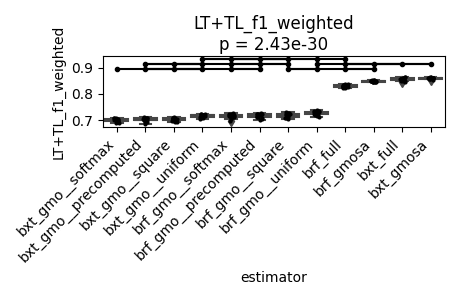 LT+TL_f1_weighted
p = 2.43e-30
LT+TL_f1_weighted
0.9
0.8
0.7
bxt_gmo__softmax
bxt_gmo__precomputed
bxt_gmo__square
bxt_gmo__uniform
brf_gmo__softmax
brf_gmo__precomputed
brf_gmo__square
brf_gmo__uniform
brf_full
brf_gmosa
bxt_full
bxt_gmosa
estimator